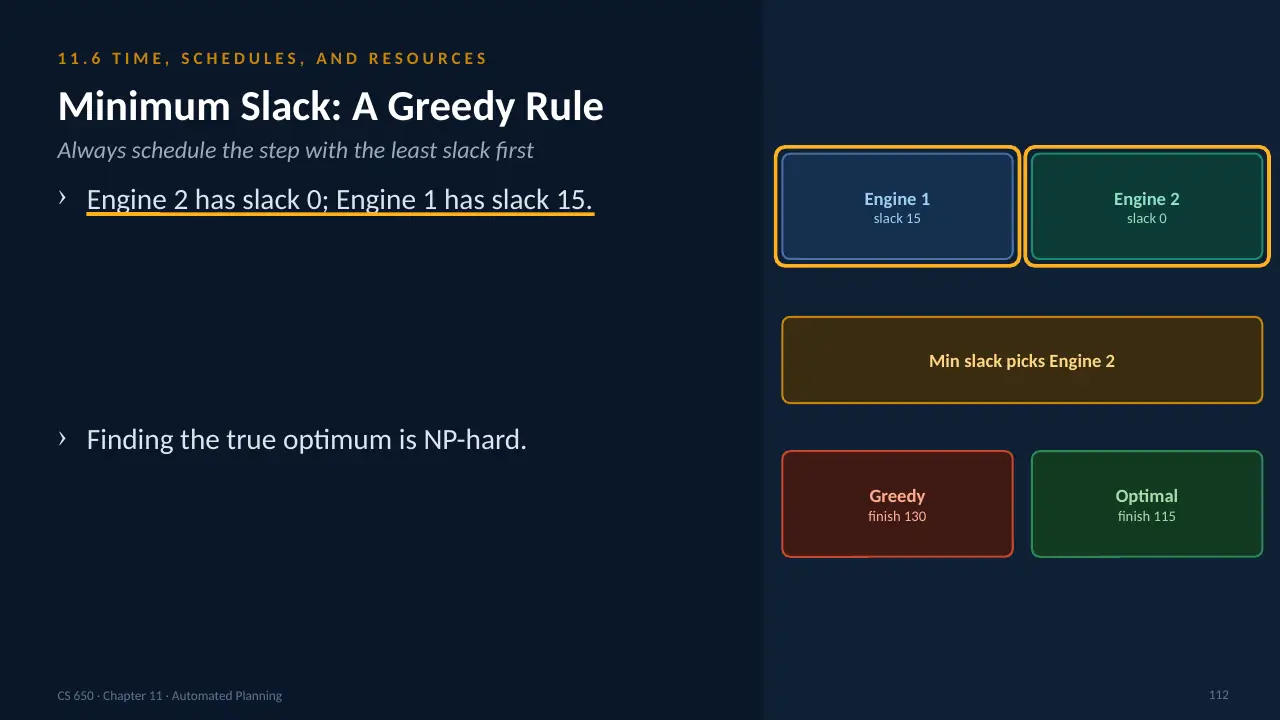 11.6 TIME, SCHEDULES, AND RESOURCES
Minimum Slack: A Greedy Rule
Always schedule the step with the least slack first
› Engine 2 has slack 0; Engine 1 has slack 15.
› Finding the true optimum is NP-hard.
Engine 1
slack 15
Engine 2
slack 0
Min slack picks Engine 2
Greedy
finish 130
Optimal
finish 115
CS 650 · Chapter 11 · Automated Planning
112